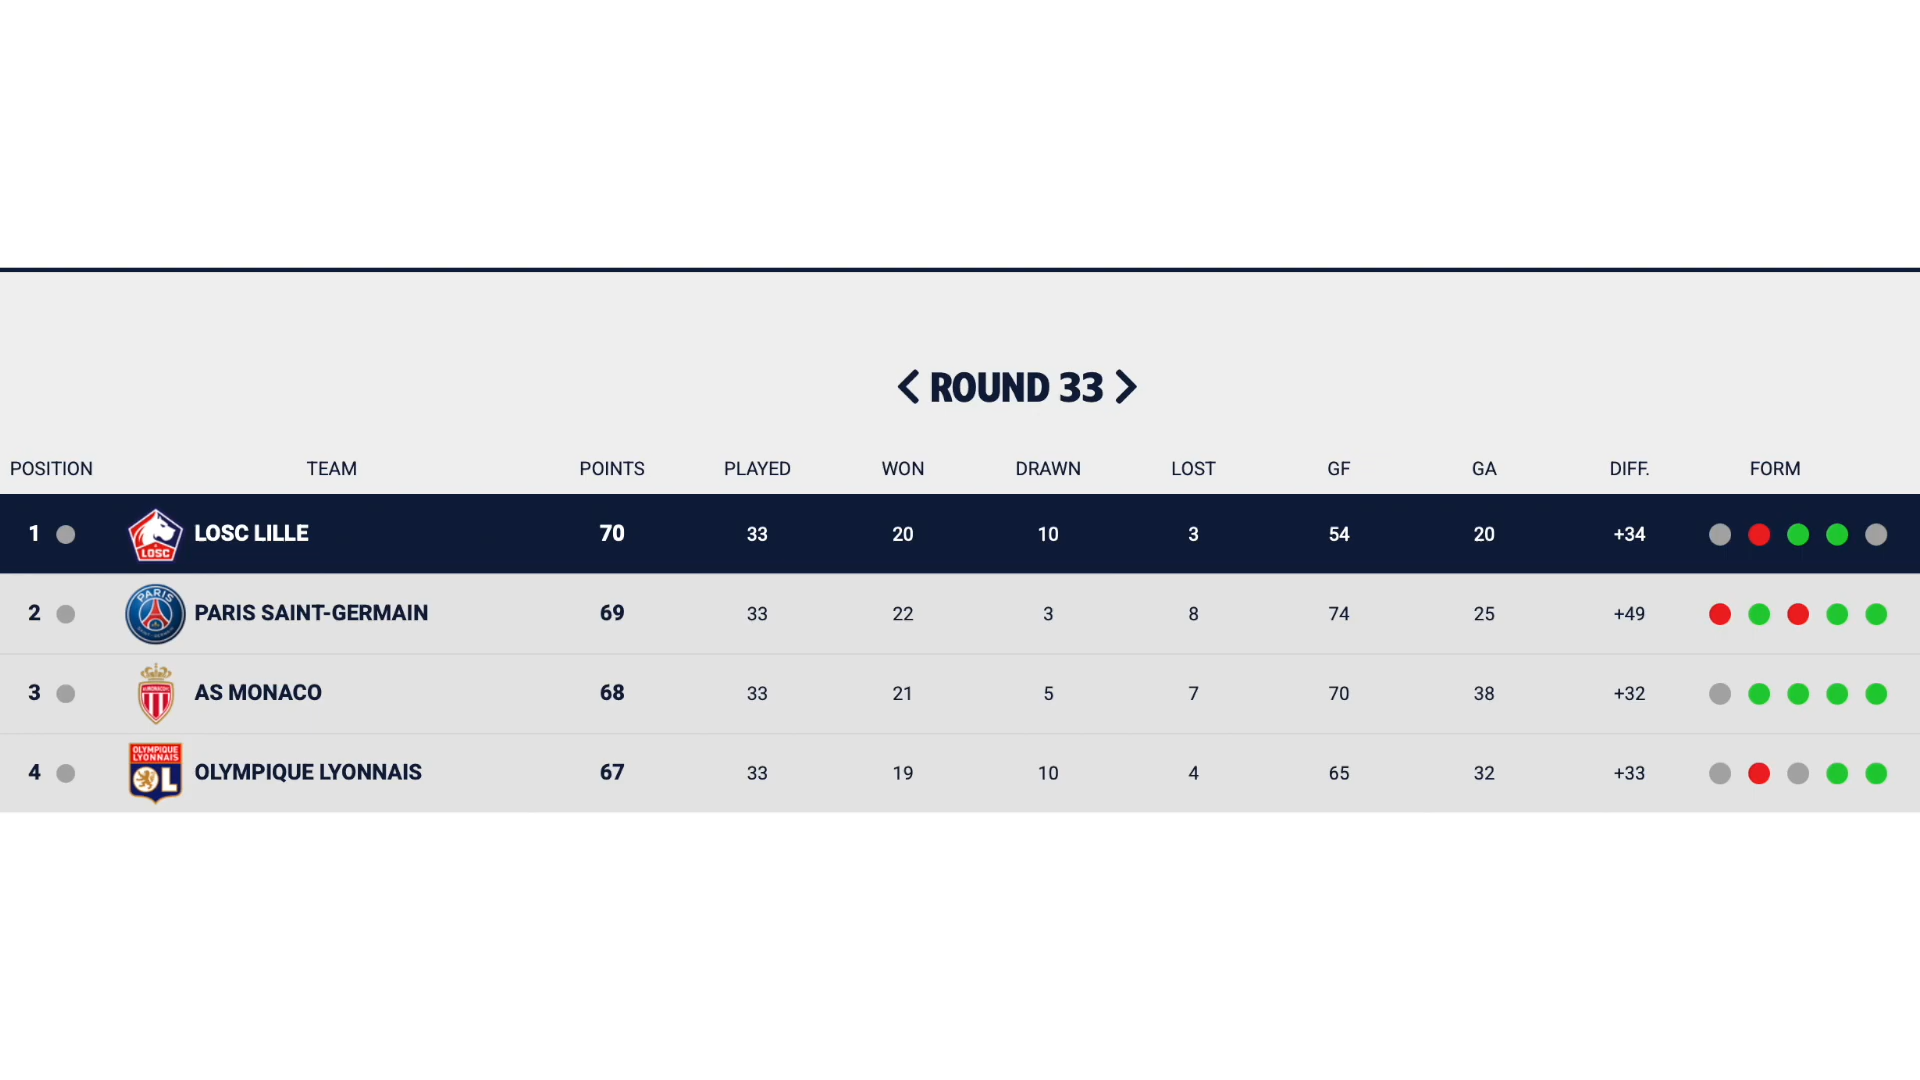 ROUND 33
POSITION TEAM POINTS PLAYED WON DRAWN LOST GF GA DIFF. FORM
1 LOSC LOSC LILLE 70 33 20 10 3 54 20 +34
2 PARIS PARIS SAINT-GERMAIN 69 33 22 3 8 74 25 +49
3 AS MONACO 68 33 21 5 7 70 38 +32
4 OLYMPIQUE LYONNAIS OL OLYMPIQUE LYONNAIS 67 33 19 10 4 65 32 +33